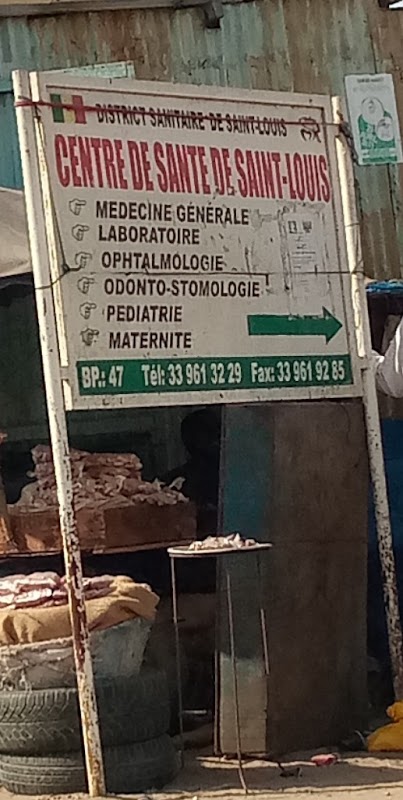 DISTRICT SANITAIRE DE SAINT-LOUIS
CENTRE DE SANTE DE SAINT-LOUIS
MEDECINE GÉNÉRALE
LABORATOIRE
OPHTALMOLOGIE
ODONTO-STOMOLOGIE
PEDIATRIE
MATERNITE
BP.: 47 Tél: 33 961 32 29 Fax: 33 961 92 85